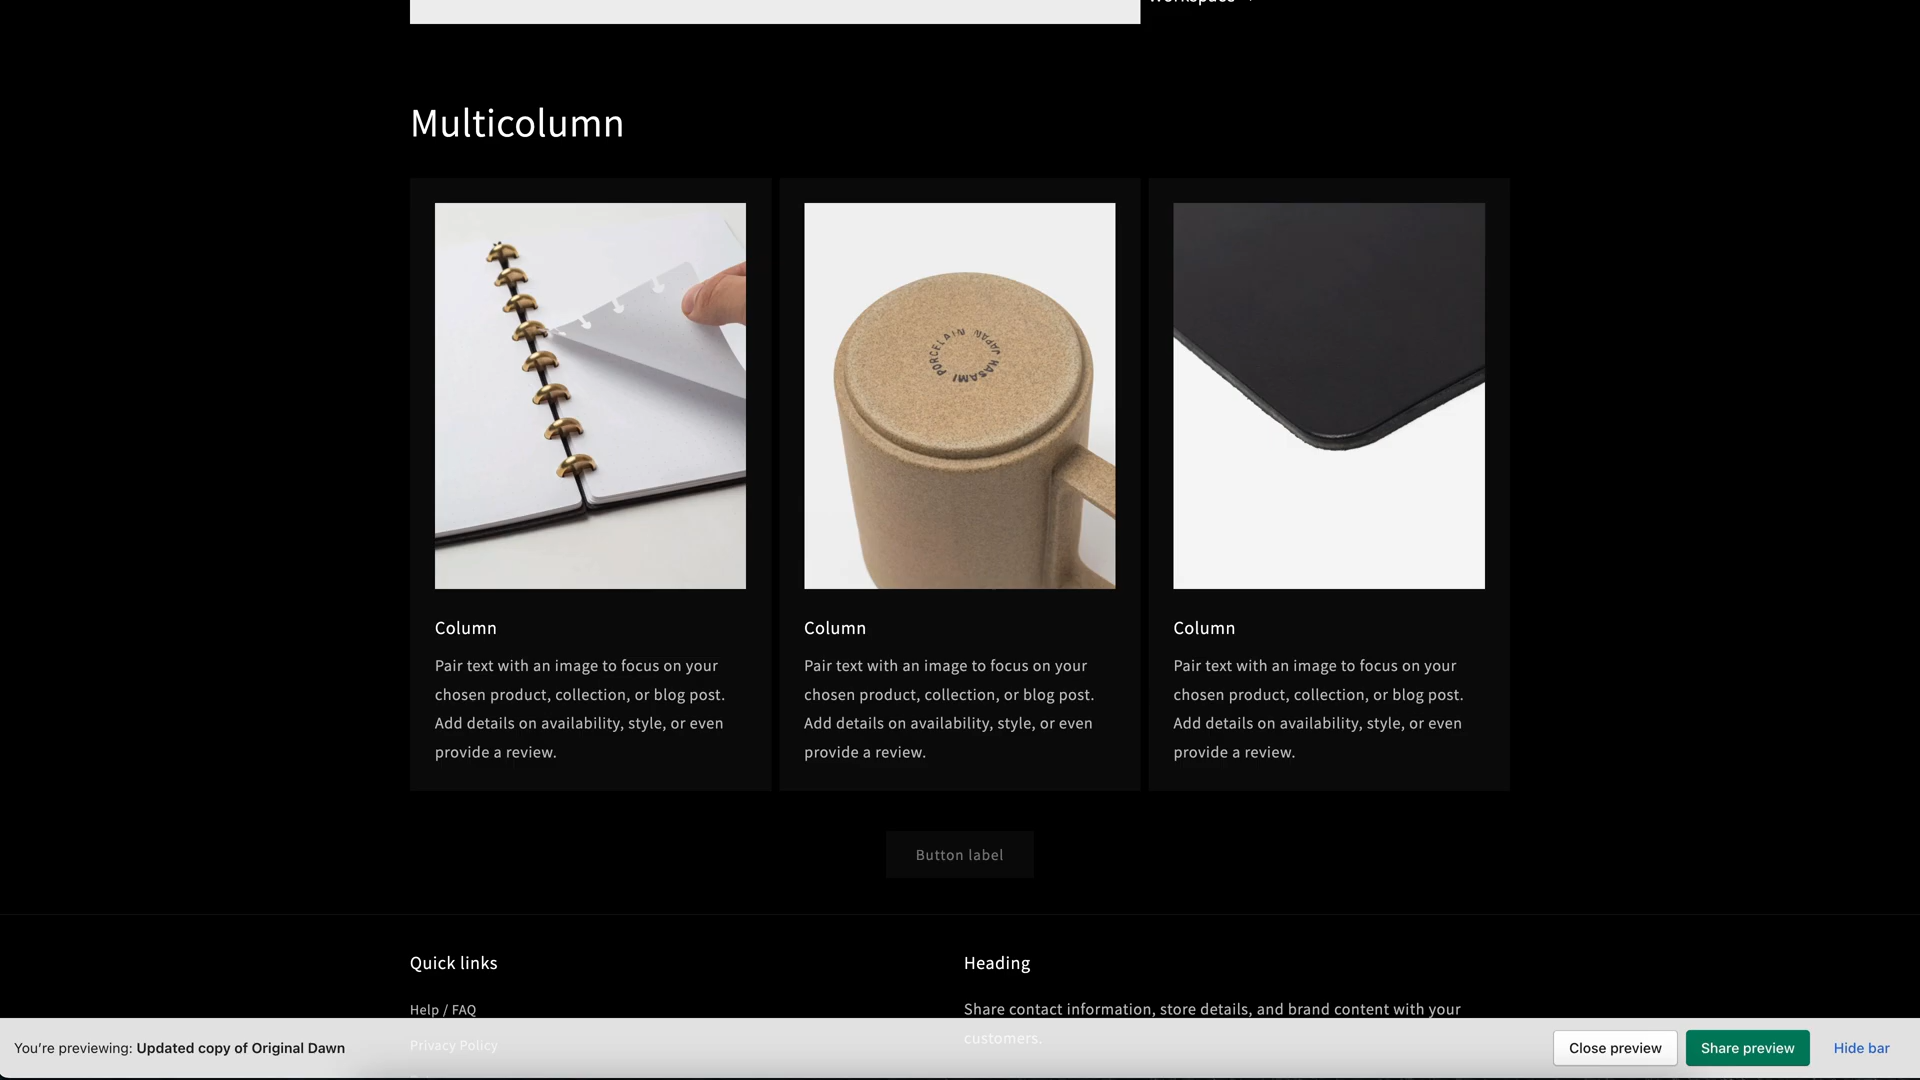 Multicolumn
PORCELAIN JAPAN HASAMI
Column
Pair text with an image to focus on your
chosen product, collection, or blog post.
Add details on availability, style, or even
provide a review.
Column
Pair text with an image to focus on your
chosen product, collection, or blog post.
Add details on availability, style, or even
provide a review.
Column
Pair text with an image to focus on your
chosen product, collection, or blog post.
Add details on availability, style, or even
provide a review.
Button label
Quick links
Help / FAQ
Privacy Policy
Heading
Share contact information, store details, and brand content with your
customers.
You’re previewing: Updated copy of Original Dawn
Close preview
Share preview
Hide bar